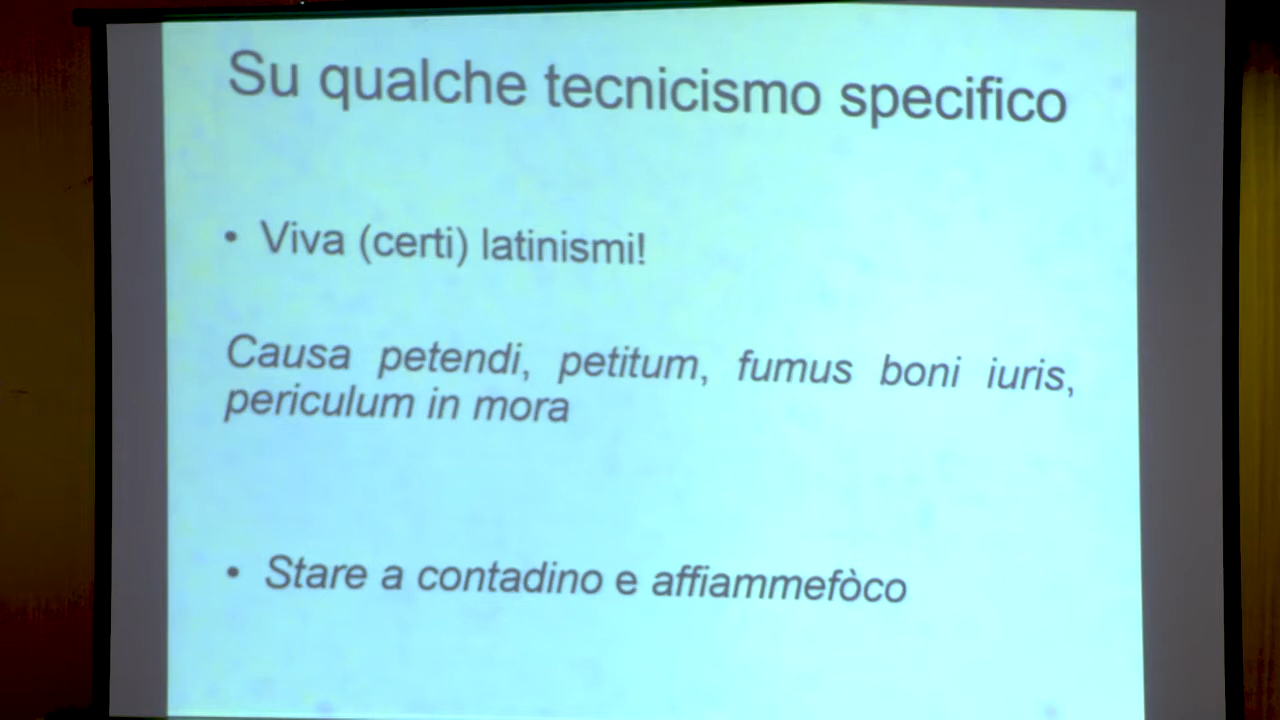 Su qualche tecnicismo specifico
• Viva (certi) latinismi!
Causa petendi, petitum, fumus boni iuris,
periculum in mora
• Stare a contadino e affiammefòco